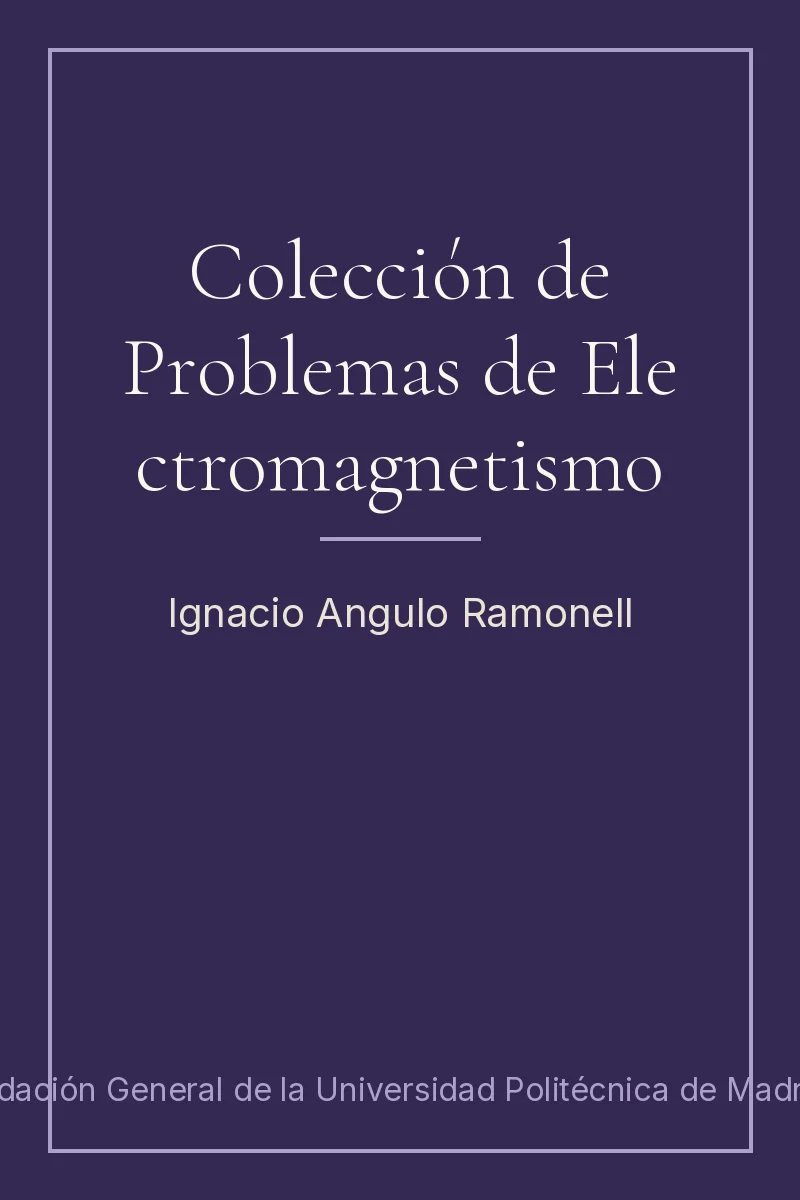 Colección de
Problemas de Ele
ctromagnetismo
Ignacio Angulo Ramonell
dación General de la Universidad Politécnica de Madr